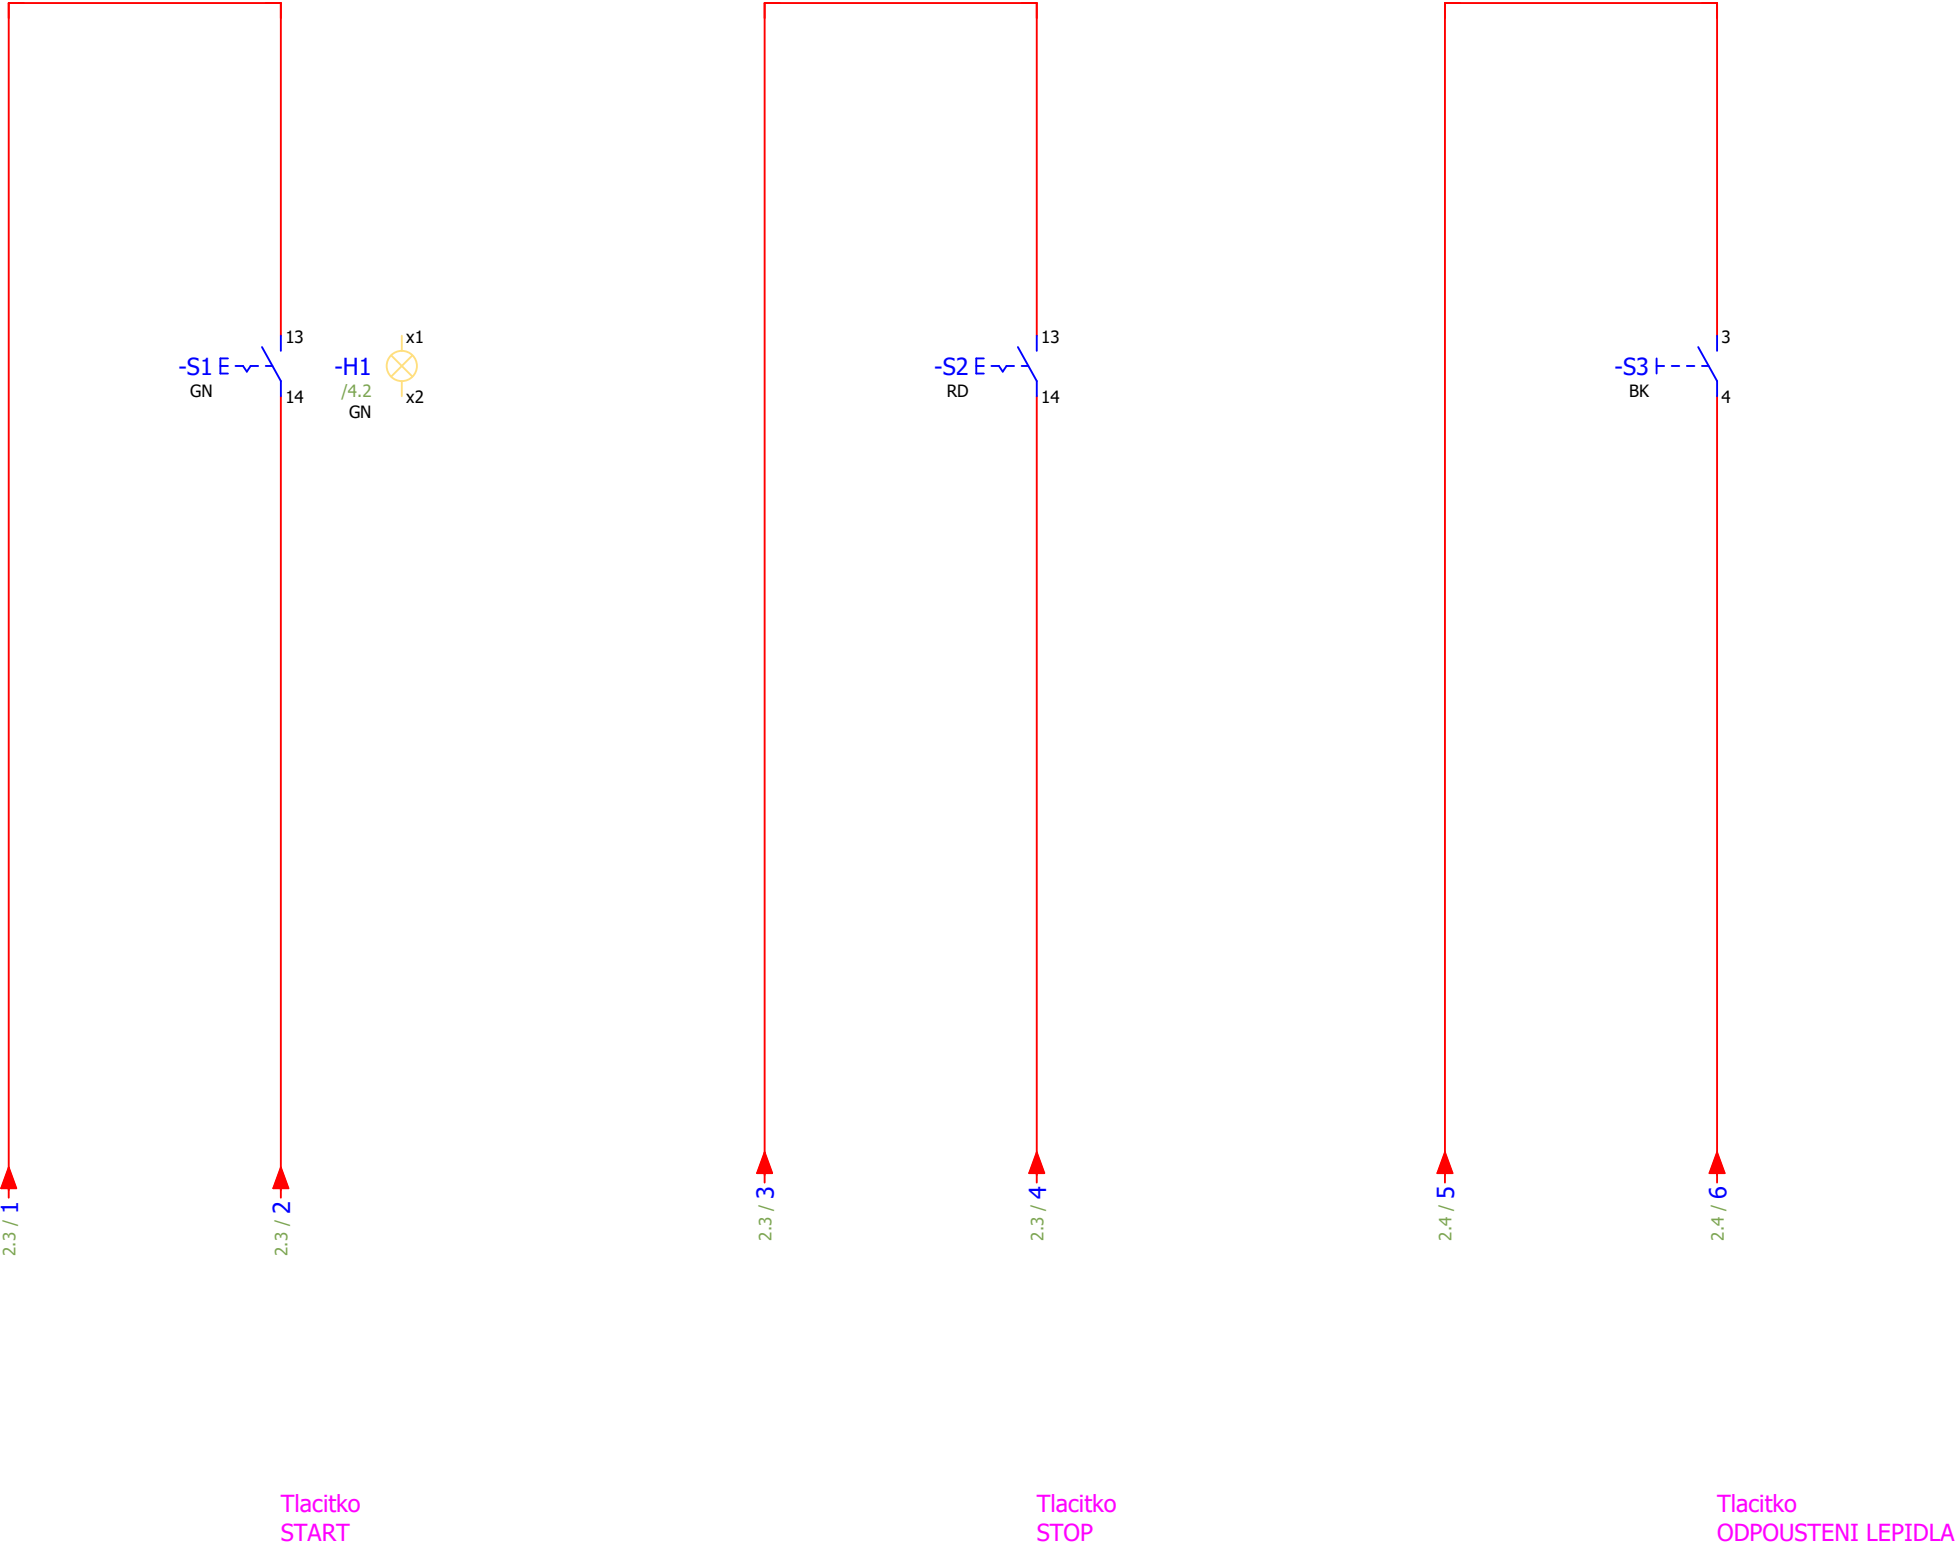 13
-S1
GN
14
-H1
/4.2
GN
x1
x2
13
-S2
RD
14
3
-S3
BK
4
2.3 / 1
2.3 / 2
2.3 / 3
2.3 / 4
2.4 / 5
2.4 / 6
Tlacitko
START
Tlacitko
STOP
Tlacitko
ODPOUSTENI LEPIDLA